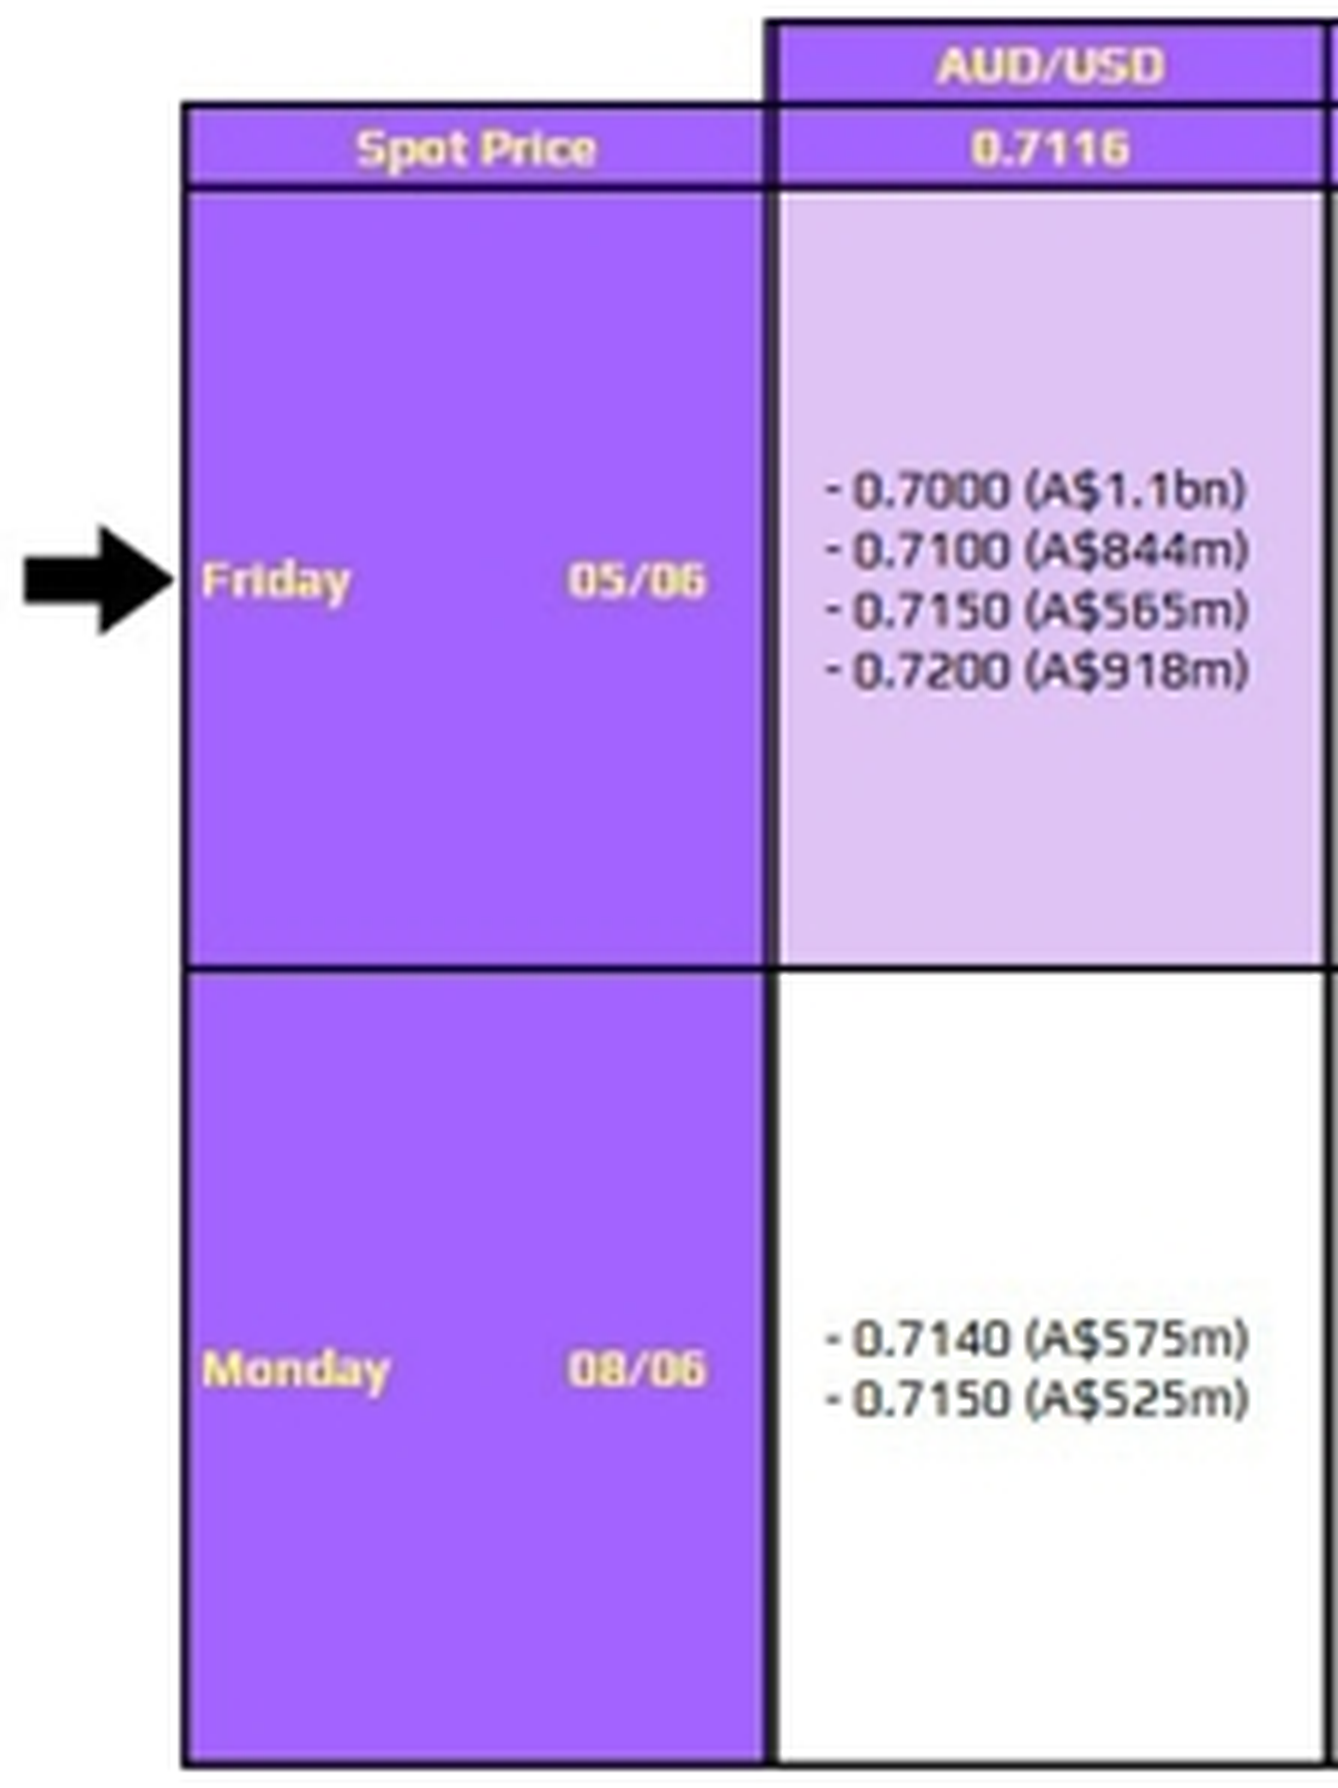 AUD/USD
Spot Price 0.7116
Friday 05/06
- 0.7000 (A$1.1bn)
- 0.7100 (A$844m)
- 0.7150 (A$565m)
- 0.7200 (A$918m)
Monday 08/06
- 0.7140 (A$575m)
- 0.7150 (A$525m)